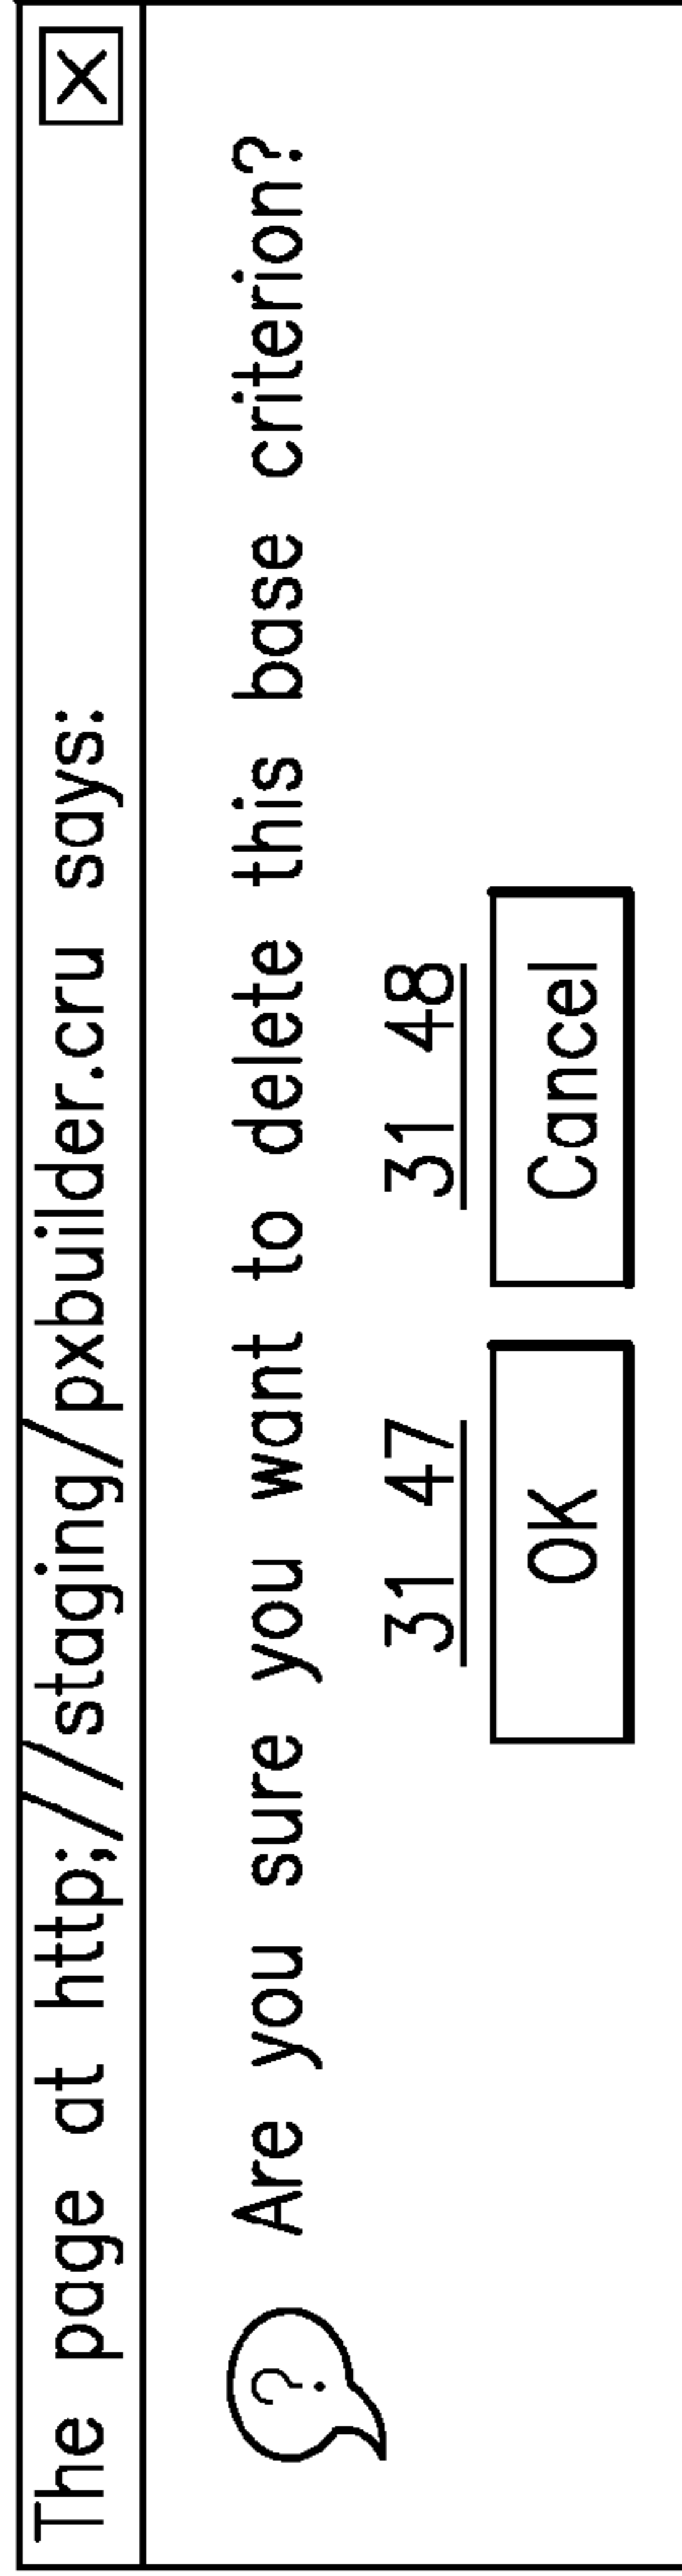 The page at http;//staging/pxbuilder.cru says:
X
? Are you sure you want to delete this base criterion?
31 47 31 48
OK Cancel